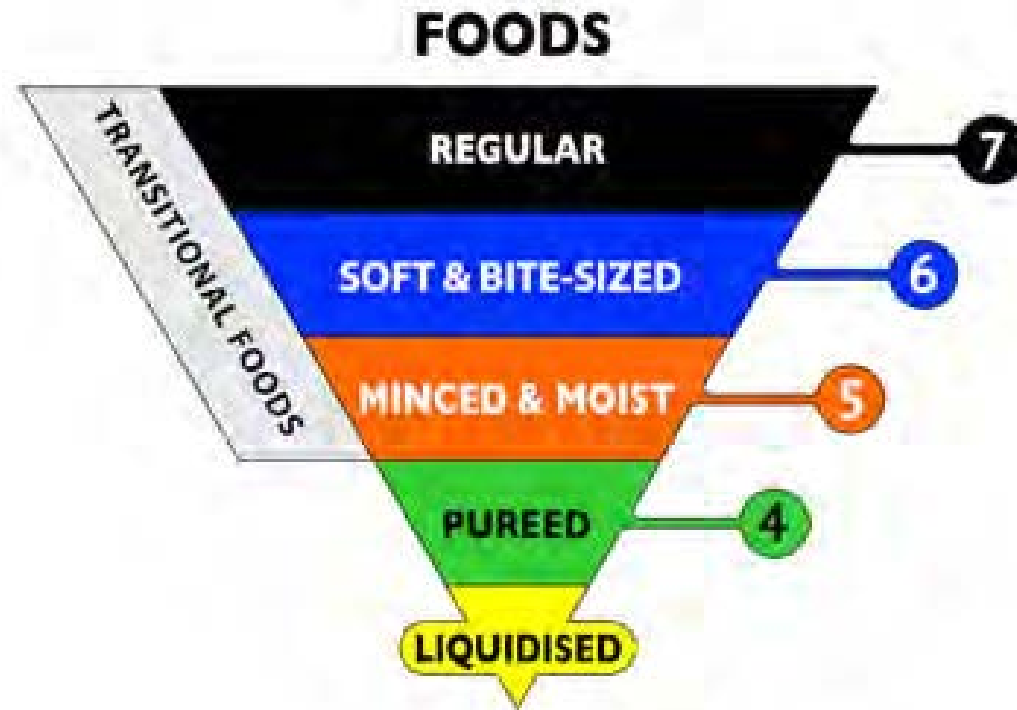 FOODS
TRANSITIONAL FOODS
REGULAR
7
SOFT & BITE-SIZED
6
MINCED & MOIST
5
PUREED
4
LIQUIDISED